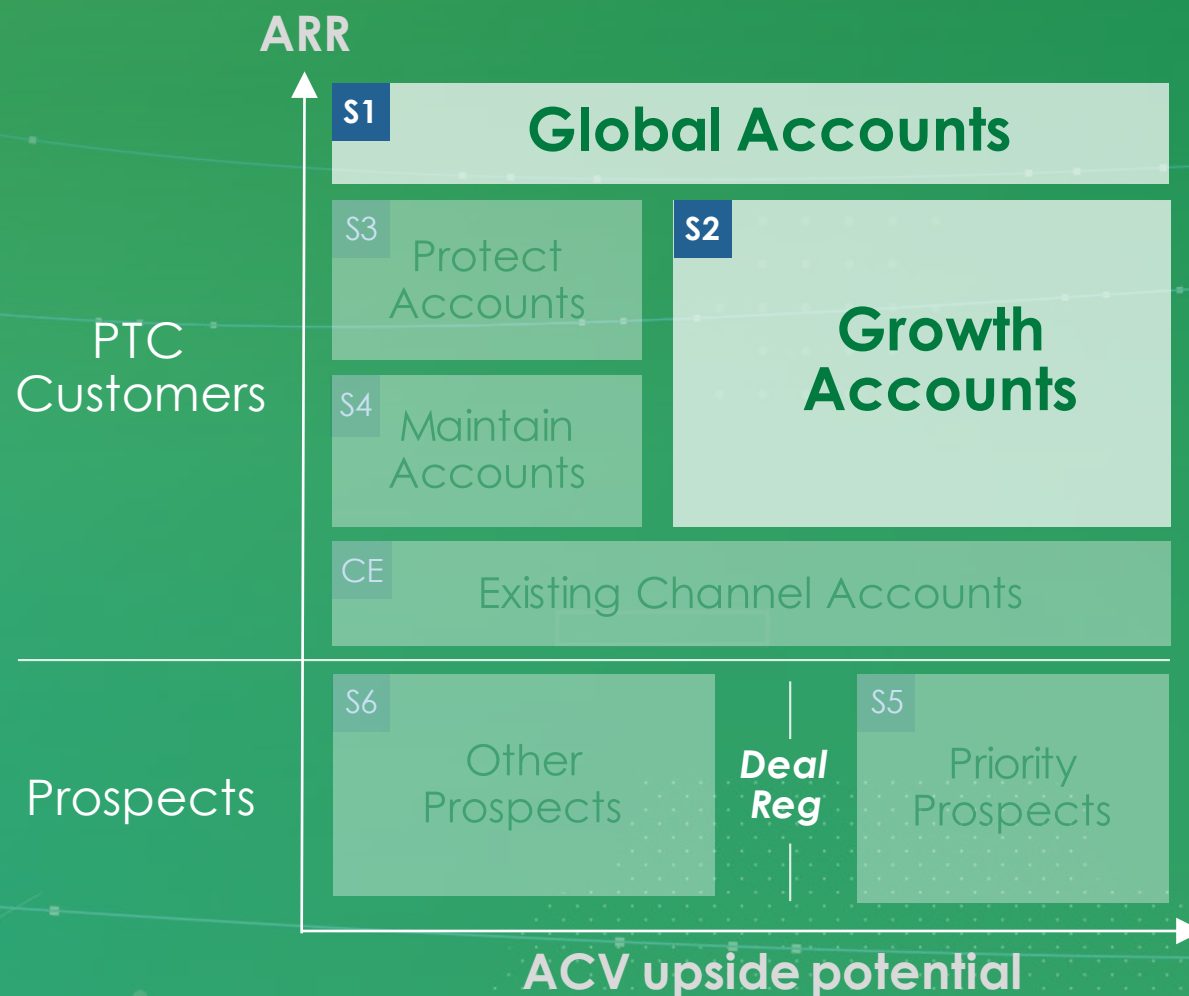 ARR
S1
Global Accounts
S3
Protect
Accounts
S2
Growth
Accounts
PTC
Customers
S4
Maintain
Accounts
CE
Existing Channel Accounts
S6
Other
Prospects
Deal
Reg
S5
Priority
Prospects
Prospects
ACV upside potential